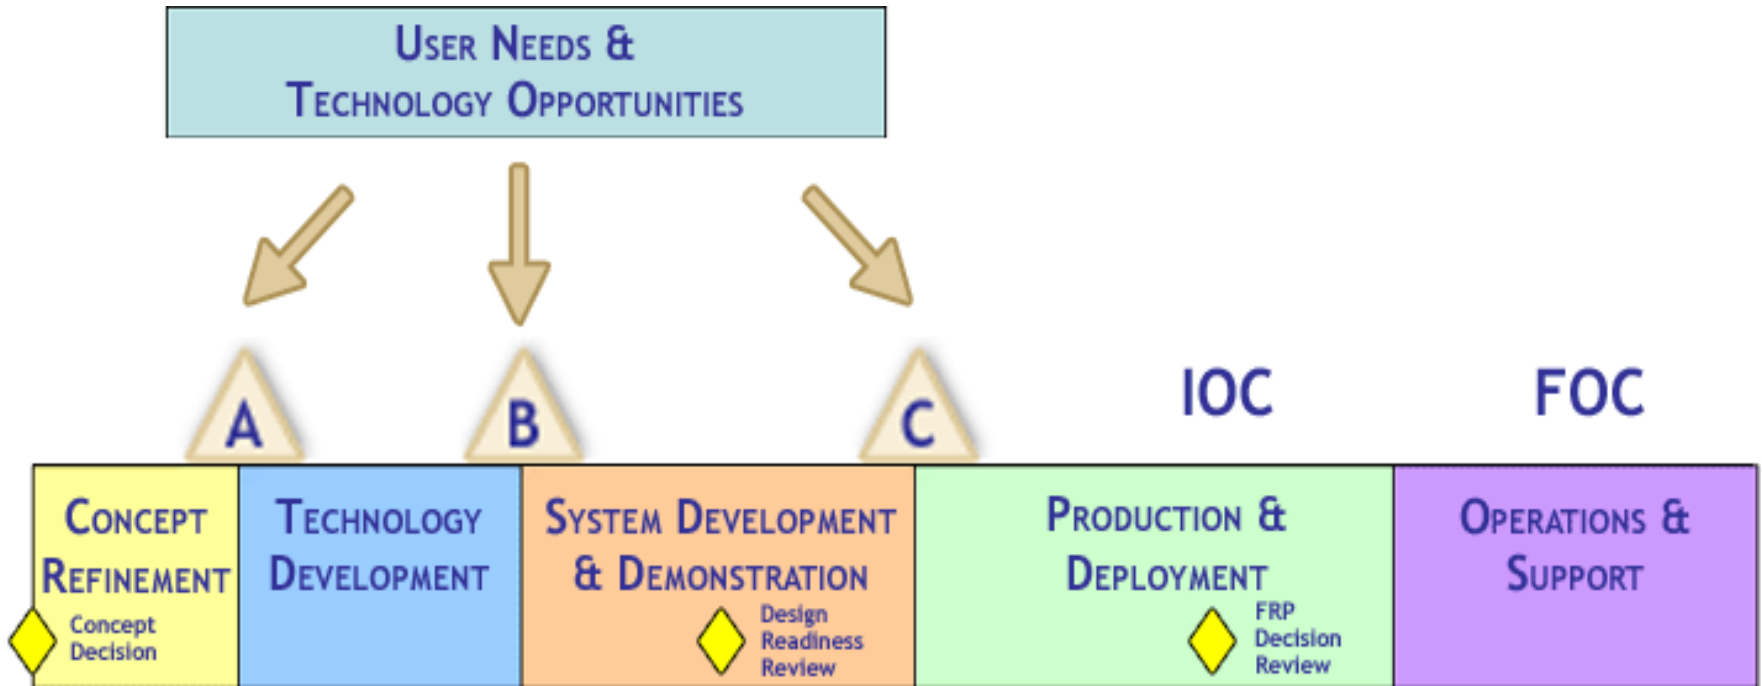 User Needs &
Technology Opportunities
A
B
C
IOC
FOC
Concept
Refinement
Concept
Decision
Technology
Development
System Development
& Demonstration
Design
Readiness
Review
Production &
Deployment
FRP
Decision
Review
Operations &
Support